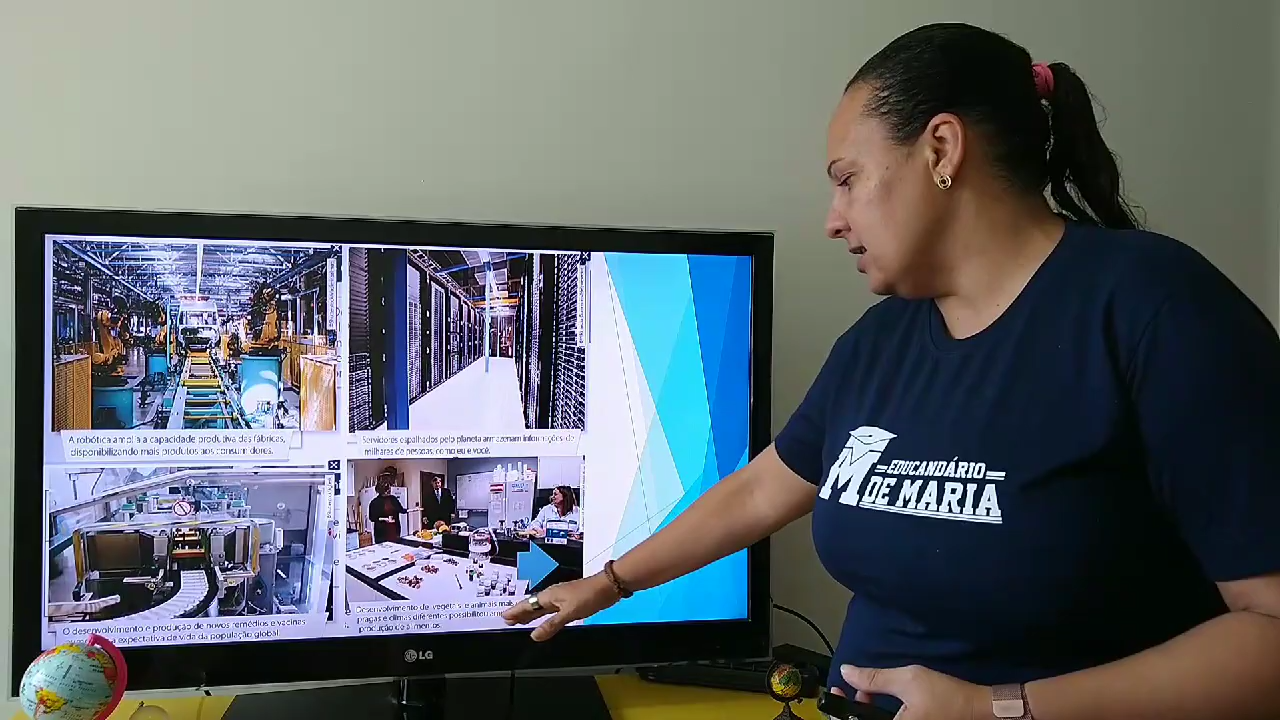 A robótica amplia a capacidade produtiva das fábricas,
disponibilizando mais produtos aos consumidores.
Servidores espalhados pelo planeta armazenam informações de
milhares de pessoas, como eu e você.
O desenvolvimento e produção de novos remédios e vacinas
a expectativa de vida da população global.
Desenvolvimento de vegetais e animais mais
pragas e climas diferentes possibilitou
produção de alimentos.
LG
EDUCANDÁRIO
DE MARIA